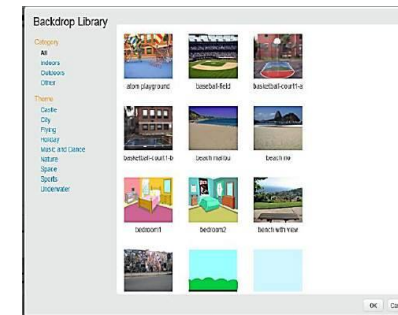 Backdrop Library
Category
All
Indoors
Outdoors
Other
Theme
Castle
City
Flying
Holiday
Music and Dance
Nature
Space
Sports
Underwater
atom playground
baseball-field
basketball-court1-a
basketball-court1-b
beach malibu
beach rio
bedroom1
bedroom2
bench with view
OK